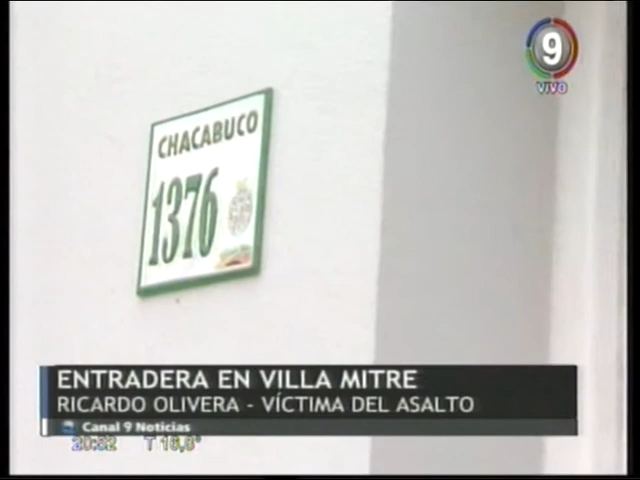 9
VIVO
CHACABUCO
1376
ENTRADERA EN VILLA MITRE
RICARDO OLIVERA - VÍCTIMA DEL ASALTO
Canal 9 Noticias